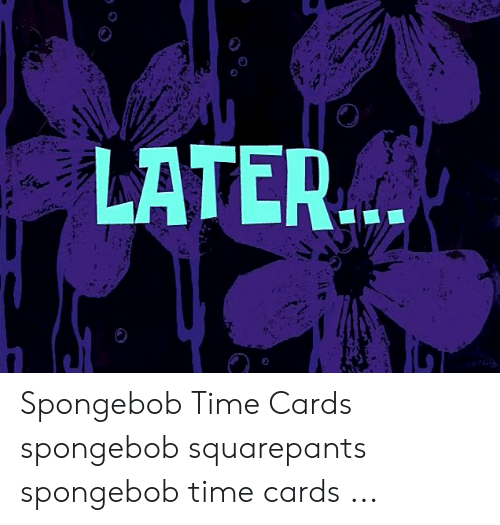 LATER...
Spongebob Time Cards
spongebob squarepants
spongebob time cards ...